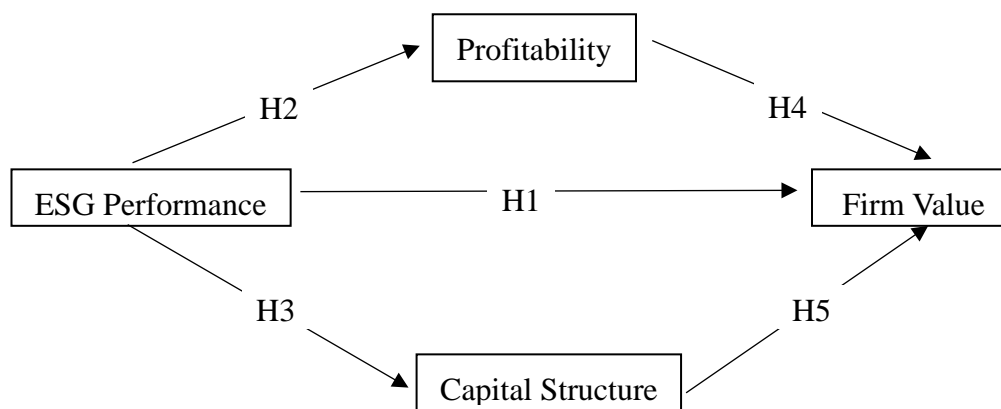 Profitability
H2
H4
ESG Performance
H1
Firm Value
H3
H5
Capital Structure